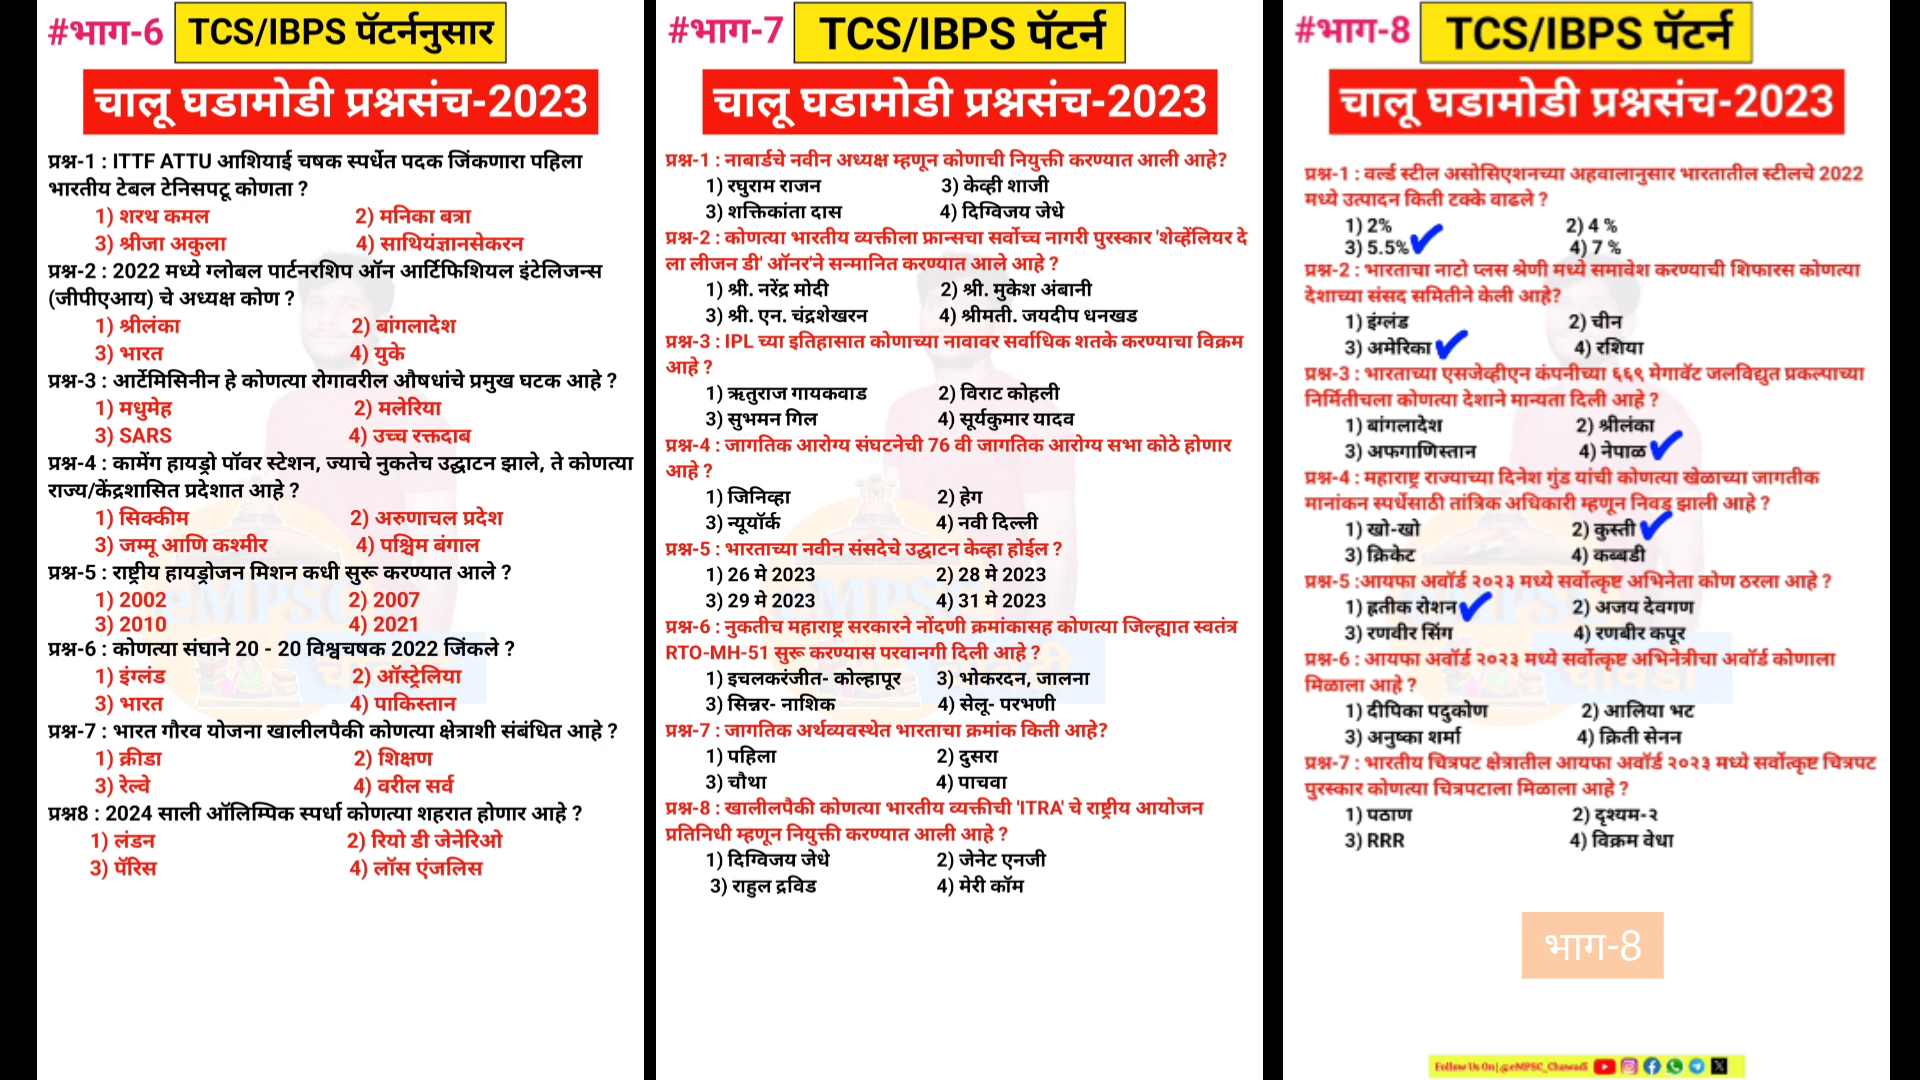 #भाग-6 TCS/IBPS पॅटर्ननुसार
चालू घडामोडी प्रश्नसंच-2023
प्रश्न-1 : ITTF ATTU आशियाई चषक स्पर्धेत पदक जिंकणारा पहिला
भारतीय टेबल टेनिसपटू कोणता ?
1) शरथ कमल 2) मनिका बत्रा
3) श्रीजा अकुला 4) साथियंज्ञानसेकरन
प्रश्न-2 : 2022 मध्ये ग्लोबल पार्टनरशिप ऑन आर्टिफिशियल इंटेलिजन्स
(जीपीएआय) चे अध्यक्ष कोण ?
1) श्रीलंका 2) बांगलादेश
3) भारत 4) युके
प्रश्न-3 : आर्टेमिसिनीन हे कोणत्या रोगावरील औषधांचे प्रमुख घटक आहे ?
1) मधुमेह 2) मलेरिया
3) SARS 4) उच्च रक्तदाब
प्रश्न-4 : कामेंग हायड्रो पॉवर स्टेशन, ज्याचे नुकतेच उद्घाटन झाले, ते कोणत्या
राज्य/केंद्रशासित प्रदेशात आहे ?
1) सिक्कीम 2) अरुणाचल प्रदेश
3) जम्मू आणि कश्मीर 4) पश्चिम बंगाल
प्रश्न-5 : राष्ट्रीय हायड्रोजन मिशन कधी सुरू करण्यात आले ?
1) 2002 2) 2007
3) 2010 4) 2021
प्रश्न-6 : कोणत्या संघाने 20 - 20 विश्वचषक 2022 जिंकले ?
1) इंग्लंड 2) ऑस्ट्रेलिया
3) भारत 4) पाकिस्तान
प्रश्न-7 : भारत गौरव योजना खालीलपैकी कोणत्या क्षेत्राशी संबंधित आहे ?
1) क्रीडा 2) शिक्षण
3) रेल्वे 4) वरील सर्व
प्रश्न8 : 2024 साली ऑलिम्पिक स्पर्धा कोणत्या शहरात होणार आहे ?
1) लंडन 2) रियो डी जेनेरिओ
3) पॅरिस 4) लॉस एंजलिस
#भाग-7 TCS/IBPS पॅटर्न
चालू घडामोडी प्रश्नसंच-2023
प्रश्न-1 : नाबार्डचे नवीन अध्यक्ष म्हणून कोणाची नियुक्ती करण्यात आली आहे?
1) रघुराम राजन 3) केव्ही शाजी
3) शक्तिकांता दास 4) दिग्विजय जेधे
प्रश्न-2 : कोणत्या भारतीय व्यक्तीला फ्रान्सचा सर्वोच्च नागरी पुरस्कार 'शेव्हेंलियर दे
ला लीजन डी' ऑनर'ने सन्मानित करण्यात आले आहे ?
1) श्री. नरेंद्र मोदी 2) श्री. मुकेश अंबानी
3) श्री. एन. चंद्रशेखरन 4) श्रीमती. जयदीप धनखड
प्रश्न-3 : IPL च्या इतिहासात कोणाच्या नावावर सर्वाधिक शतके करण्याचा विक्रम
आहे ?
1) ऋतुराज गायकवाड 2) विराट कोहली
3) सुभमन गिल 4) सूर्यकुमार यादव
प्रश्न-4 : जागतिक आरोग्य संघटनेची 76 वी जागतिक आरोग्य सभा कोठे होणार
आहे ?
1) जिनिव्हा 2) हेग
3) न्यूयॉर्क 4) नवी दिल्ली
प्रश्न-5 : भारताच्या नवीन संसदेचे उद्घाटन केव्हा होईल ?
1) 26 मे 2023 2) 28 मे 2023
3) 29 मे 2023 4) 31 मे 2023
प्रश्न-6 : नुकतीच महाराष्ट्र सरकारने नोंदणी क्रमांकासह कोणत्या जिल्ह्यात स्वतंत्र
RTO-MH-51 सुरू करण्यास परवानगी दिली आहे ?
1) इचलकरंजीत- कोल्हापूर 3) भोकरदन, जालना
3) सिन्नर- नाशिक 4) सेलू- परभणी
प्रश्न-7 : जागतिक अर्थव्यवस्थेत भारताचा क्रमांक किती आहे?
1) पहिला 2) दुसरा
3) चौथा 4) पाचवा
प्रश्न-8 : खालीलपैकी कोणत्या भारतीय व्यक्तीची 'ITRA' चे राष्ट्रीय आयोजन
प्रतिनिधी म्हणून नियुक्ती करण्यात आली आहे ?
1) दिग्विजय जेधे 2) जेनेट एनजी
3) राहुल द्रविड 4) मेरी कॉम
#भाग-8 TCS/IBPS पॅटर्न
चालू घडामोडी प्रश्नसंच-2023
प्रश्न-1 : वर्ल्ड स्टील असोसिएशनच्या अहवालानुसार भारतातील स्टीलचे 2022
मध्ये उत्पादन किती टक्के वाढले ?
1) 2% 2) 4 %
3) 5.5% 4) 7 %
प्रश्न-2 : भारताचा नाटो प्लस श्रेणी मध्ये समावेश करण्याची शिफारस कोणत्या
देशाच्या संसद समितीने केली आहे?
1) इंग्लंड 2) चीन
3) अमेरिका 4) रशिया
प्रश्न-3 : भारताच्या एसजेव्हीएन कंपनीच्या ६६९ मेगावॅट जलविद्युत प्रकल्पाच्या
निर्मितीचला कोणत्या देशाने मान्यता दिली आहे ?
1) बांगलादेश 2) श्रीलंका
3) अफगाणिस्तान 4) नेपाळ
प्रश्न-4 : महाराष्ट्र राज्याच्या दिनेश गुंड यांची कोणत्या खेळाच्या जागतीक
मानांकन स्पर्धेसाठी तांत्रिक अधिकारी म्हणून निवड झाली आहे ?
1) खो-खो 2) कुस्ती
3) क्रिकेट 4) कब्बडी
प्रश्न-5 :आयफा अवॉर्ड २०२३ मध्ये सर्वोत्कृष्ट अभिनेता कोण ठरला आहे ?
1) ह्रतीक रोशन 2) अजय देवगण
3) रणवीर सिंग 4) रणबीर कपूर
प्रश्न-6 : आयफा अवॉर्ड २०२३ मध्ये सर्वोत्कृष्ट अभिनेत्रीचा अवॉर्ड कोणाला
मिळाला आहे ?
1) दीपिका पदुकोण 2) आलिया भट
3) अनुष्का शर्मा 4) क्रिती सेनन
प्रश्न-7 : भारतीय चित्रपट क्षेत्रातील आयफा अवॉर्ड २०२३ मध्ये सर्वोत्कृष्ट चित्रपट
पुरस्कार कोणत्या चित्रपटाला मिळाला आहे ?
1) पठाण 2) दृश्यम-२
3) RRR 4) विक्रम वेधा
भाग-8
Follow Us On | @eMPSC_Chawadi